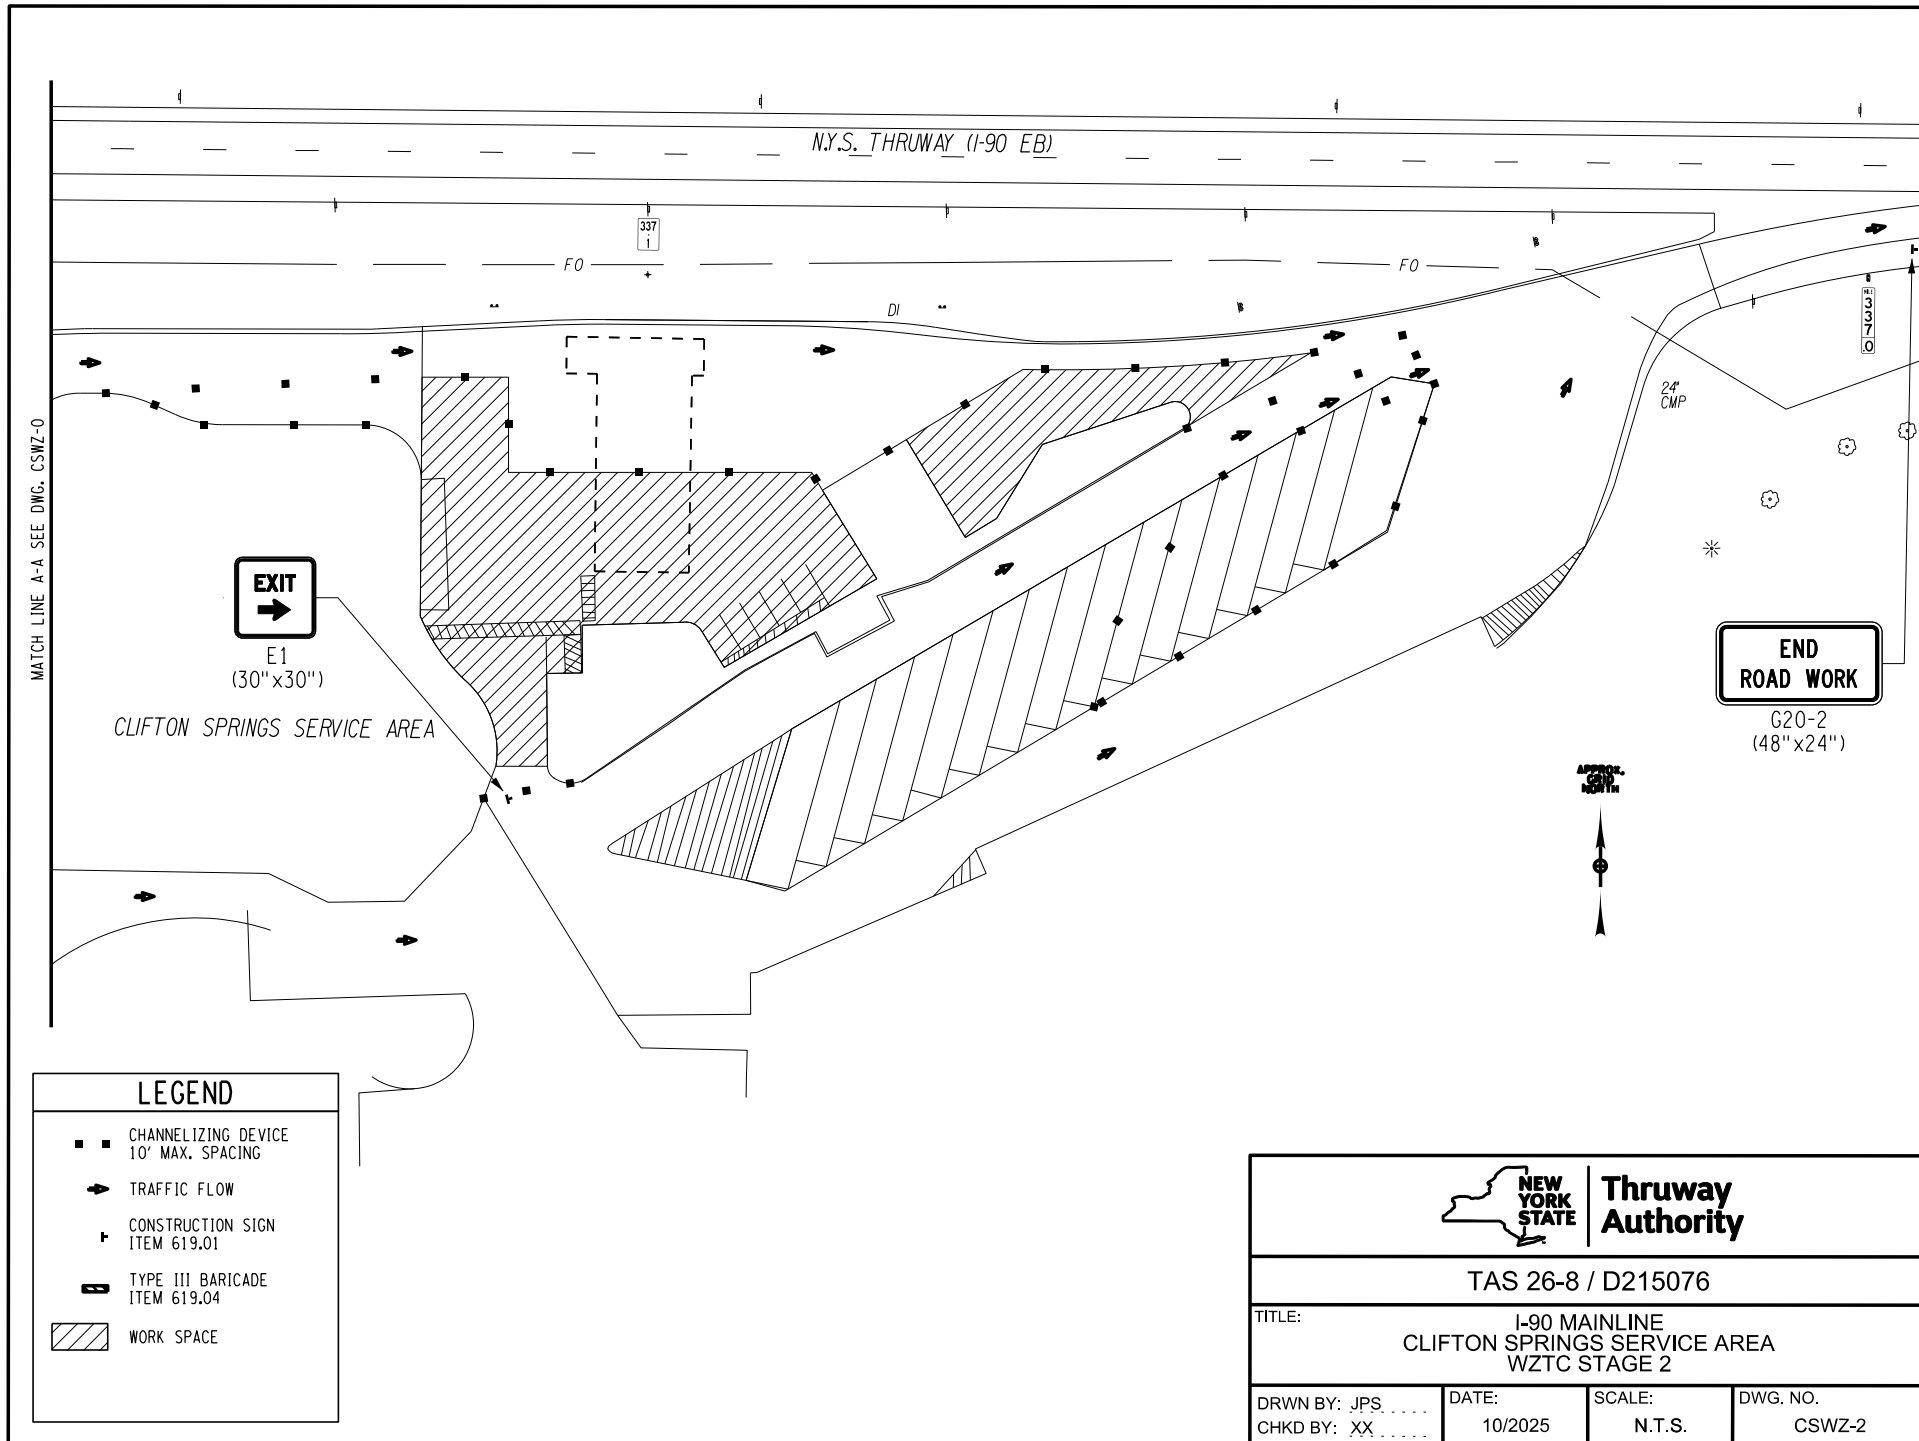 N.Y.S. THRUWAY (I-90 EB)
337
1
FO
FO
DI
MILE
337.0
24"
CMP
MATCH LINE A-A SEE DWG. CSWZ-0
EXIT
E1
(30"x30")
CLIFTON SPRINGS SERVICE AREA
END
ROAD WORK
G20-2
(48"x24")
APPROX.
GRID
NORTH
LEGEND
CHANNELIZING DEVICE
10' MAX. SPACING
TRAFFIC FLOW
CONSTRUCTION SIGN
ITEM 619.01
TYPE III BARICADE
ITEM 619.04
WORK SPACE
NEW
YORK
STATE
Thruway
Authority
TAS 26-8 / D215076
TITLE:
I-90 MAINLINE
CLIFTON SPRINGS SERVICE AREA
WZTC STAGE 2
DRWN BY: JPS
CHKD BY: XX
DATE:
10/2025
SCALE:
N.T.S.
DWG. NO.
CSWZ-2